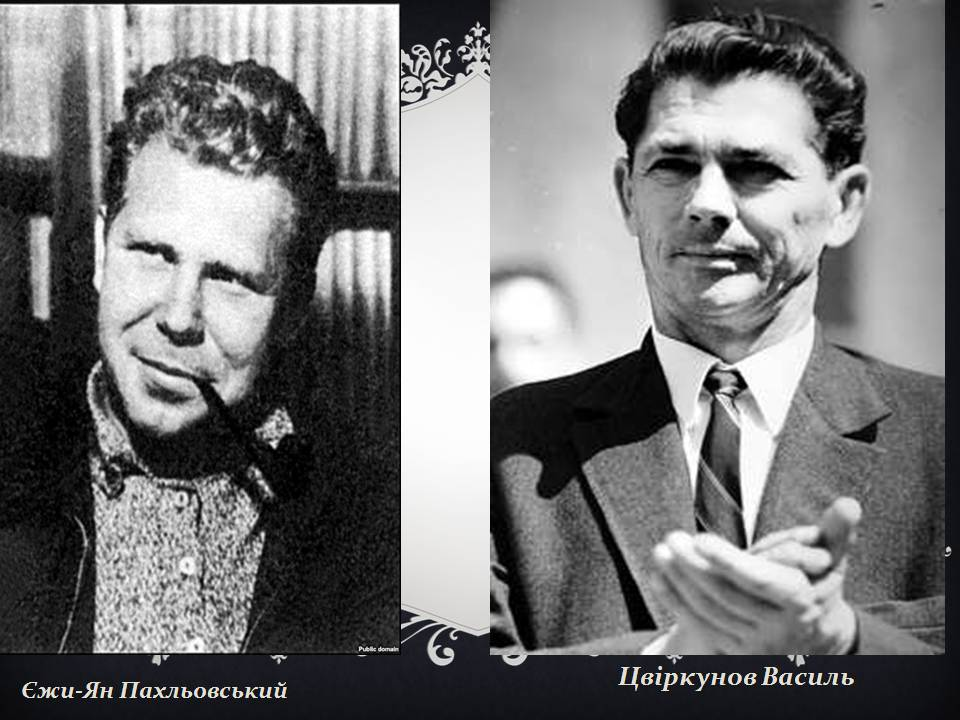 Public domain
Єжи-Ян Пахльовський
Цвіркунов Василь